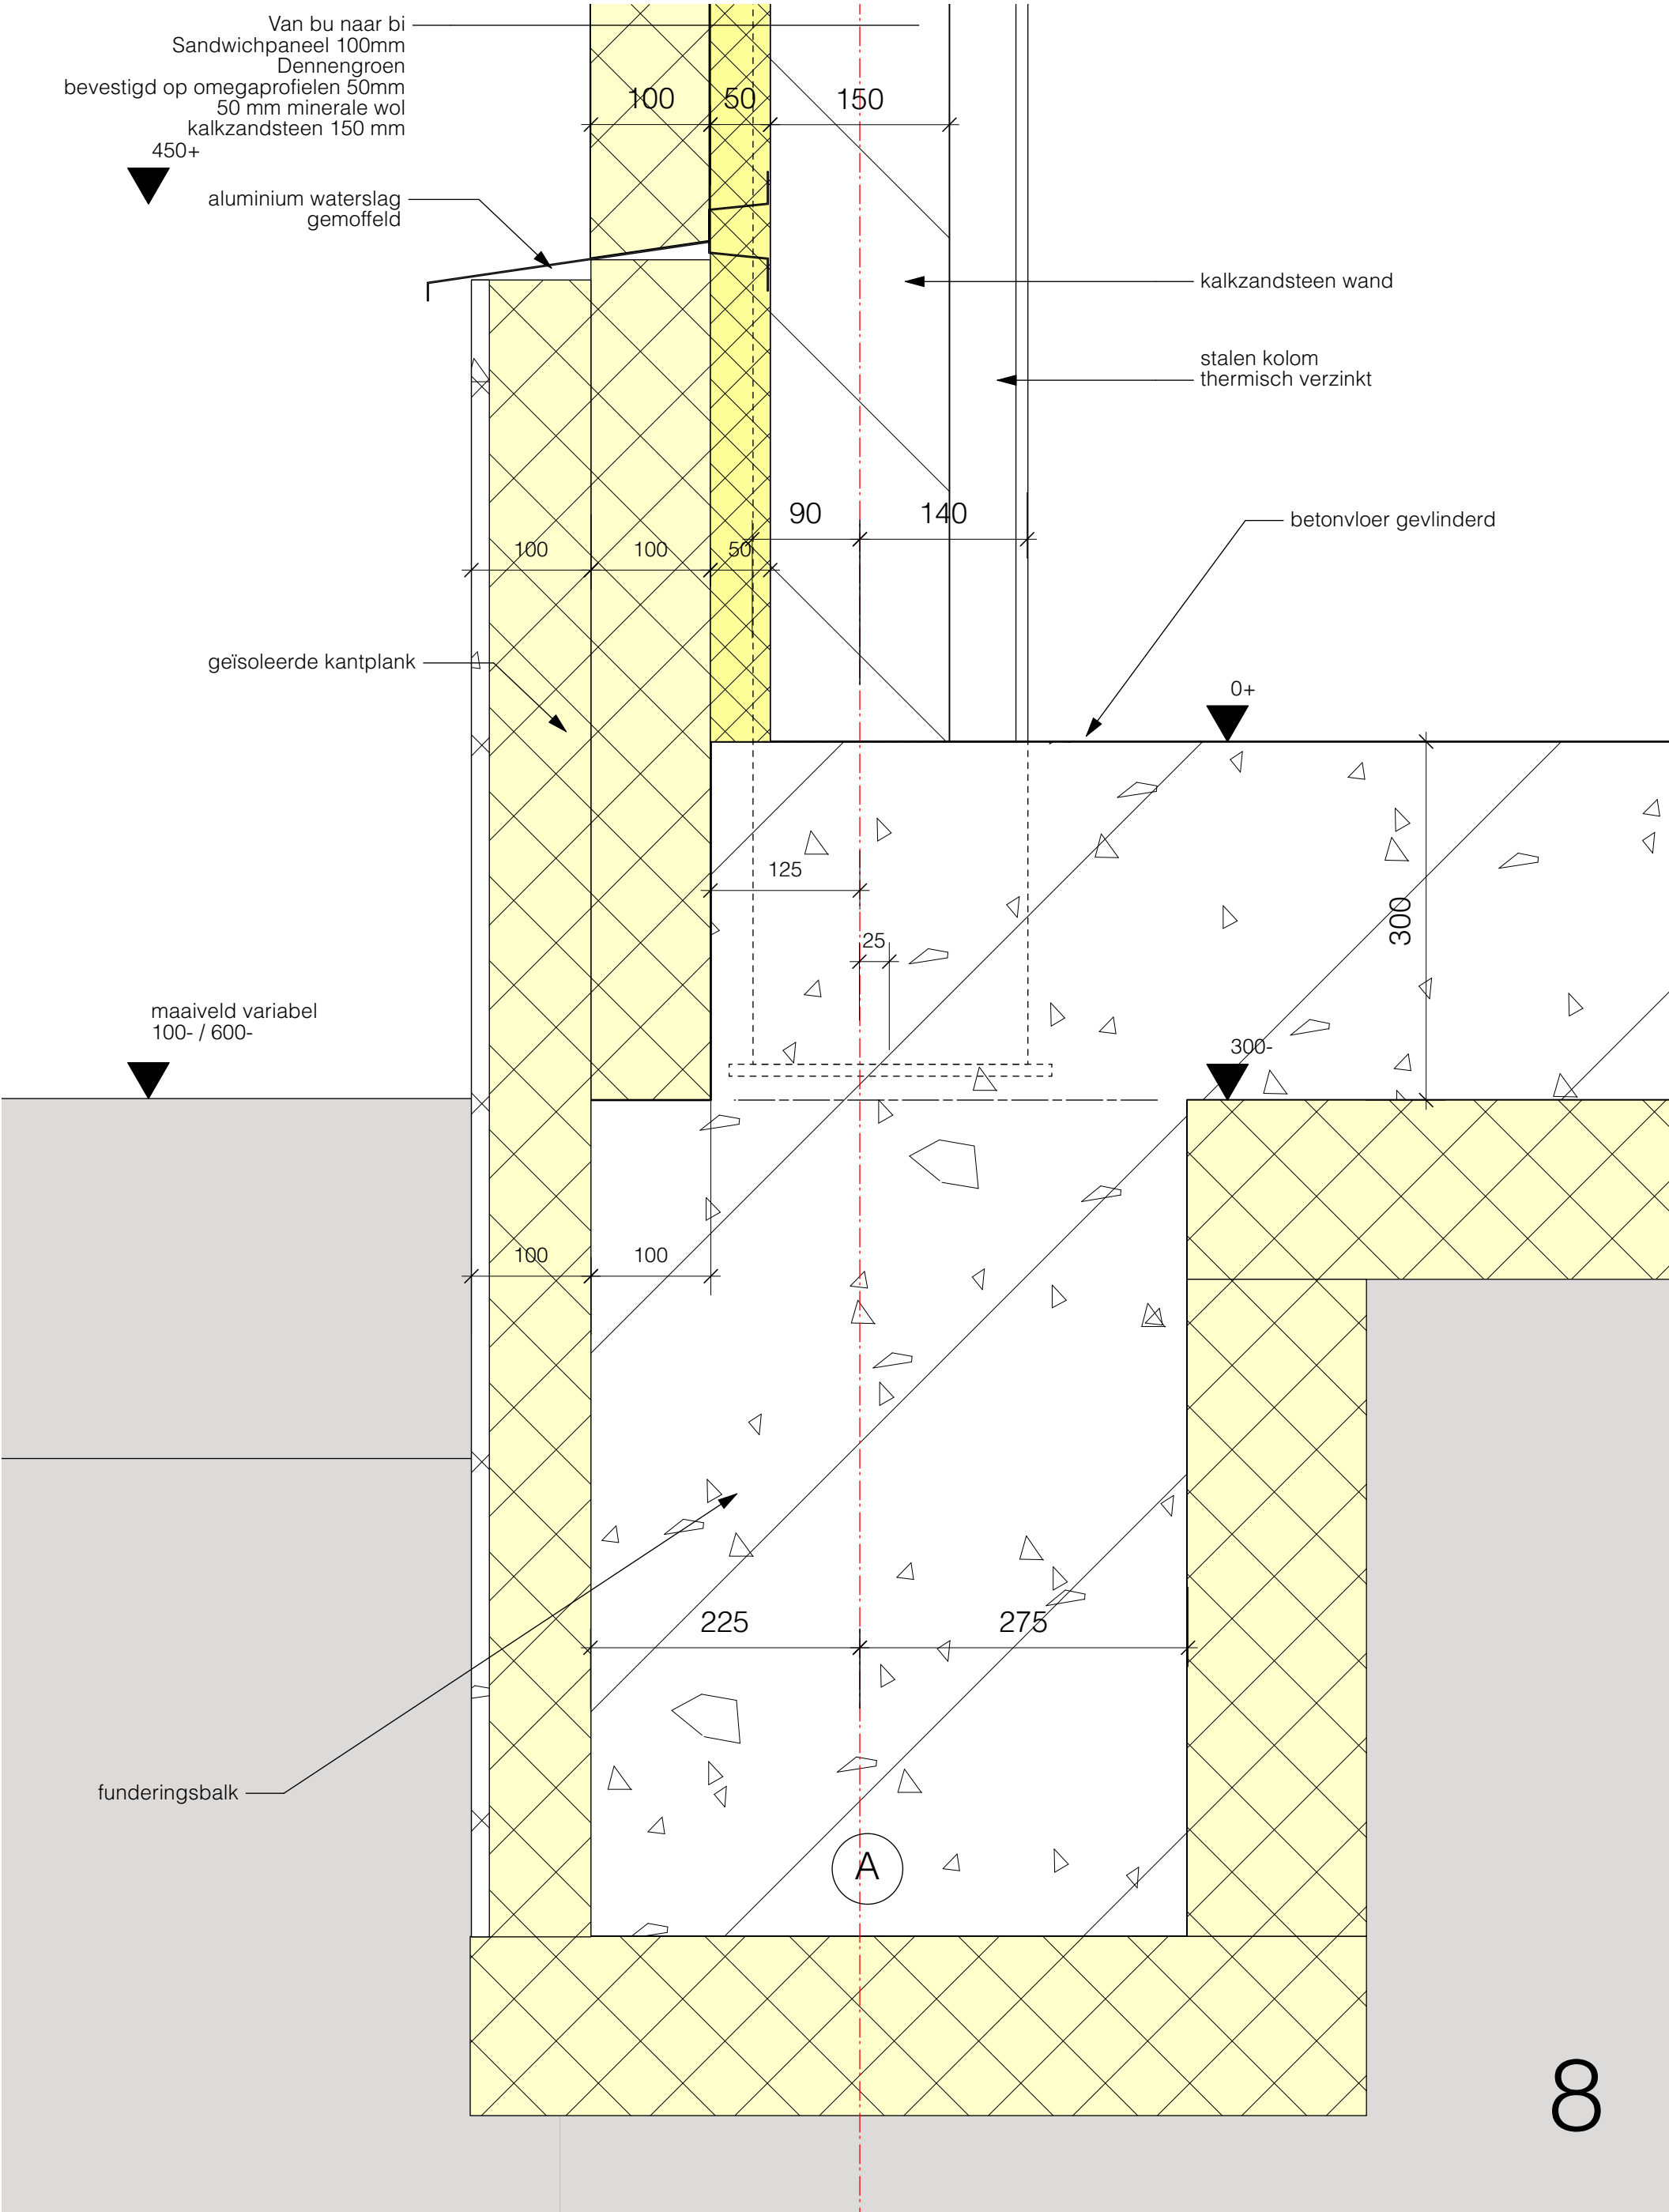 Van bu naar bi
Sandwichpaneel 100mm
Dennengroen
bevestigd op omegaprofielen 50mm
50 mm minerale wol
kalkzandsteen 150 mm
100
50
150
450+
aluminium waterslag
gemoffeld
kalkzandsteen wand
stalen kolom
thermisch verzinkt
90
140
betonvloer gevlinderd
100
100
50
geïsoleerde kantplank
0+
125
300
25
maaiveld variabel
100- / 600-
300-
100
100
225
275
funderingsbalk
A
8